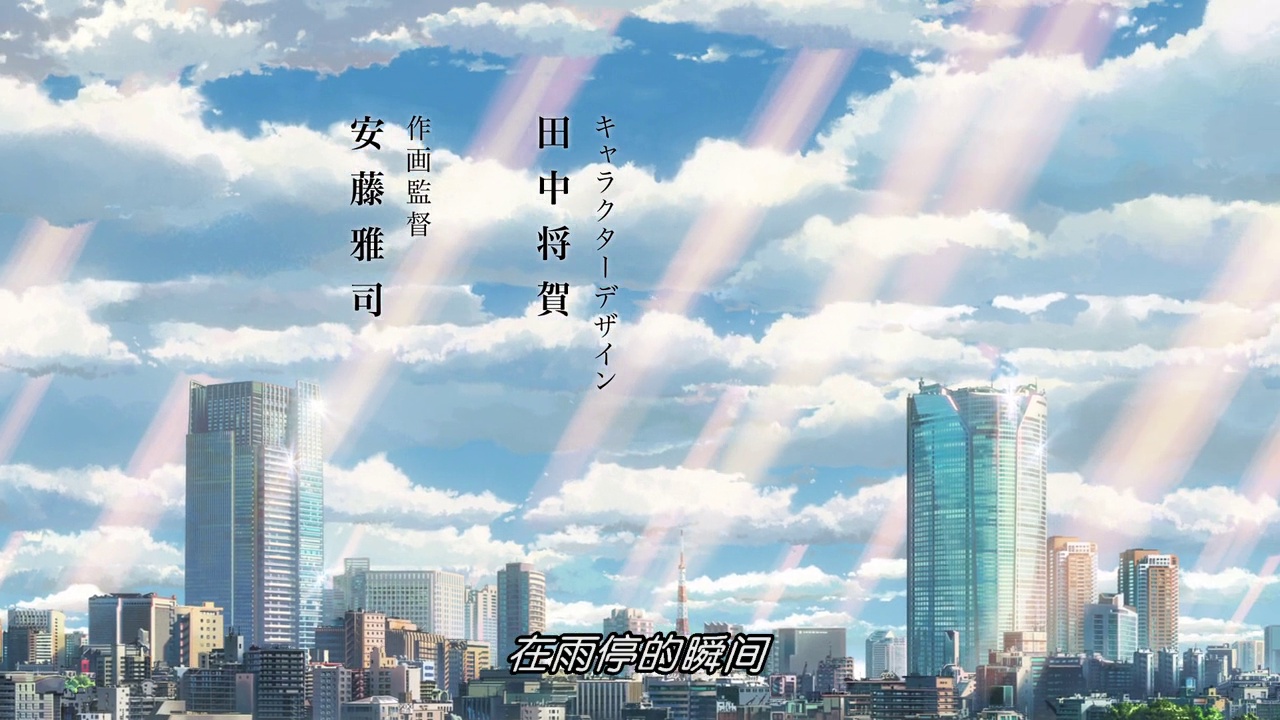 キャラクターデザイン
田中将賀
作画監督
安藤雅司
在雨停的瞬间